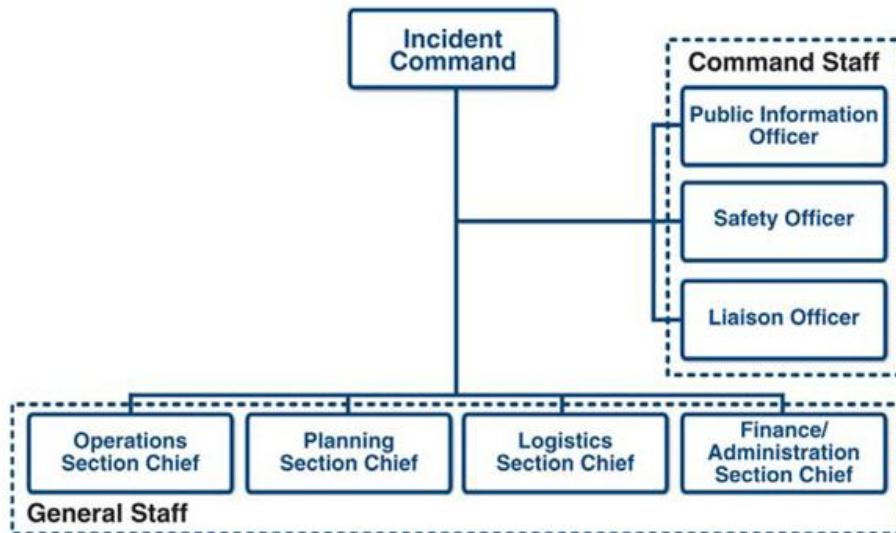 Incident
Command
Command Staff
Public Information
Officer
Safety Officer
Liaison Officer
Operations
Section Chief
Planning
Section Chief
Logistics
Section Chief
Finance/
Administration
Section Chief
General Staff